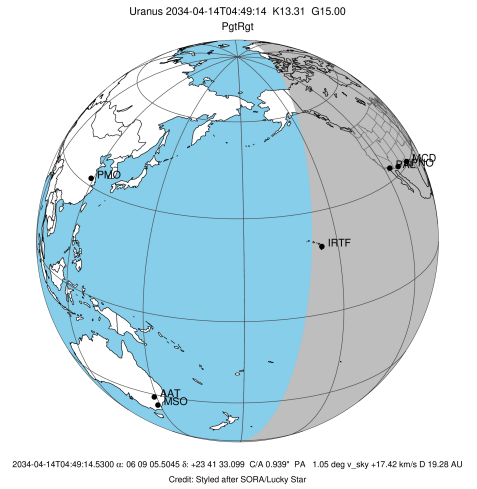 Uranus 2034-04-14T04:49:14 K13.31 G15.00
PgtRgt
MCD
PMO
IRTF
AAT
MSO
2034-04-14T04:49:14.5300 α: 06 09 05.5045 δ: +23 41 33.099 C/A 0.939" PA 1.05 deg v_sky +17.42 km/s D 19.28 AU
Credit: Styled after SORA/Lucky Star